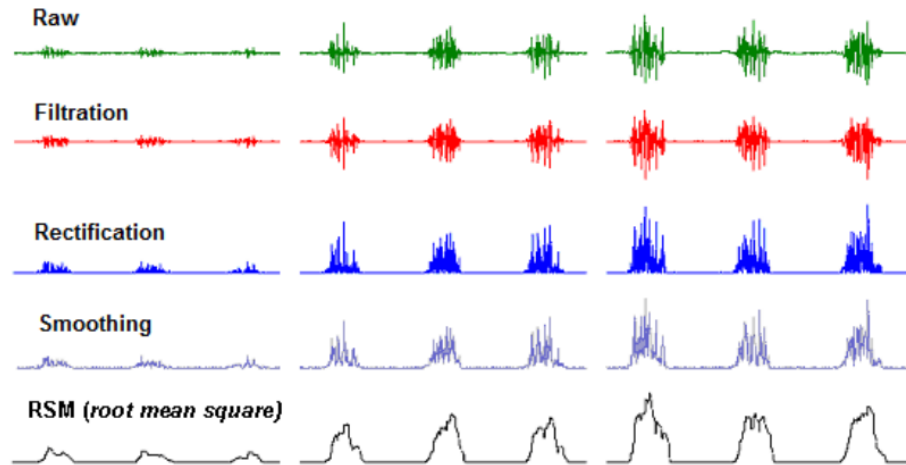 Raw
Filtration
Rectification
Smoothing
RSM (root mean square)